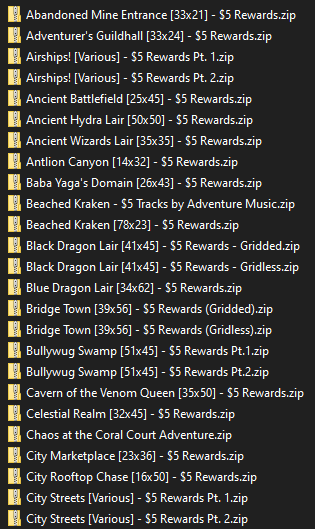 Abandoned Mine Entrance [33x21] - $5 Rewards.zip
Adventurer's Guildhall [33x24] - $5 Rewards.zip
Airships! [Various] - $5 Rewards Pt. 1.zip
Airships! [Various] - $5 Rewards Pt. 2.zip
Ancient Battlefield [25x45] - $5 Rewards.zip
Ancient Hydra Lair [50x50] - $5 Rewards.zip
Ancient Wizards Lair [35x35] - $5 Rewards.zip
Antlion Canyon [14x32] - $5 Rewards.zip
Baba Yaga's Domain [26x43] - $5 Rewards.zip
Beached Kraken - $5 Tracks by Adventure Music.zip
Beached Kraken [78x23] - $5 Rewards.zip
Black Dragon Lair [41x45] - $5 Rewards - Gridded.zip
Black Dragon Lair [41x45] - $5 Rewards - Gridless.zip
Blue Dragon Lair [34x62] - $5 Rewards.zip
Bridge Town [39x56] - $5 Rewards (Gridded).zip
Bridge Town [39x56] - $5 Rewards (Gridless).zip
Bullywug Swamp [51x45] - $5 Rewards Pt.1.zip
Bullywug Swamp [51x45] - $5 Rewards Pt.2.zip
Cavern of the Venom Queen [35x50] - $5 Rewards.zip
Celestial Realm [32x45] - $5 Rewards.zip
Chaos at the Coral Court Adventure.zip
City Marketplace [23x36] - $5 Rewards.zip
City Rooftop Chase [16x50] - $5 Rewards.zip
City Streets [Various] - $5 Rewards Pt. 1.zip
City Streets [Various] - $5 Rewards Pt. 2.zip